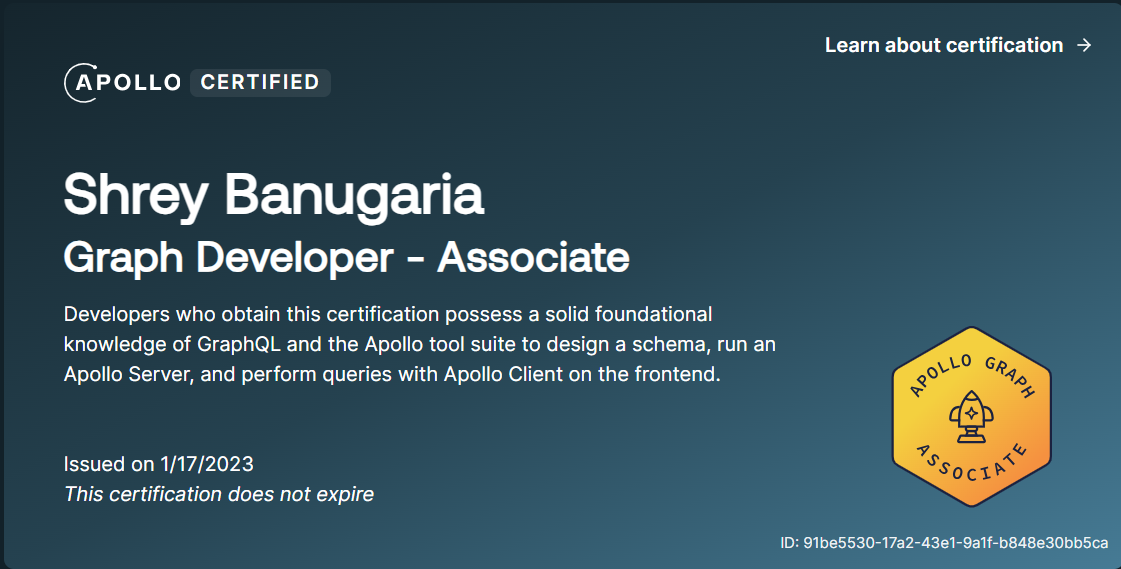 Learn about certification →
APOLLO CERTIFIED
Shrey Banugaria
Graph Developer - Associate
Developers who obtain this certification possess a solid foundational
knowledge of GraphQL and the Apollo tool suite to design a schema, run an
Apollo Server, and perform queries with Apollo Client on the frontend.
APOLLO GRAPH
ASSOCIATE
Issued on 1/17/2023
This certification does not expire
ID: 91be5530-17a2-43e1-9a1f-b848e30bb5ca